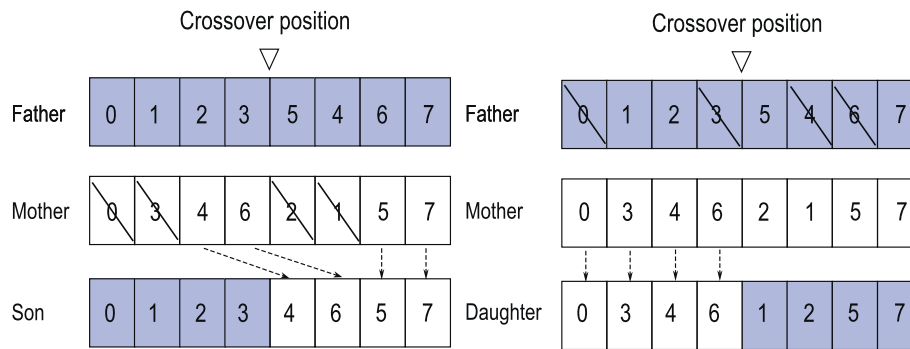 Crossover position
Father 0 1 2 3 5 4 6 7
Mother 0 3 4 6 2 1 5 7
Son 0 1 2 3 4 6 5 7
Crossover position
Father 0 1 2 3 5 4 6 7
Mother 0 3 4 6 2 1 5 7
Daughter 0 3 4 6 1 2 5 7